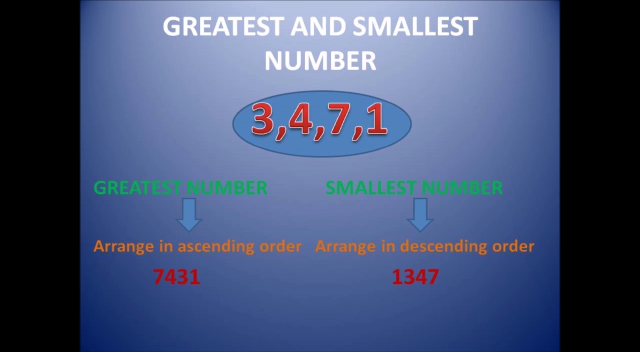 GREATEST AND SMALLEST
NUMBER
3,4,7,1
GREATEST NUMBER
Arrange in ascending order
7431
SMALLEST NUMBER
Arrange in descending order
1347